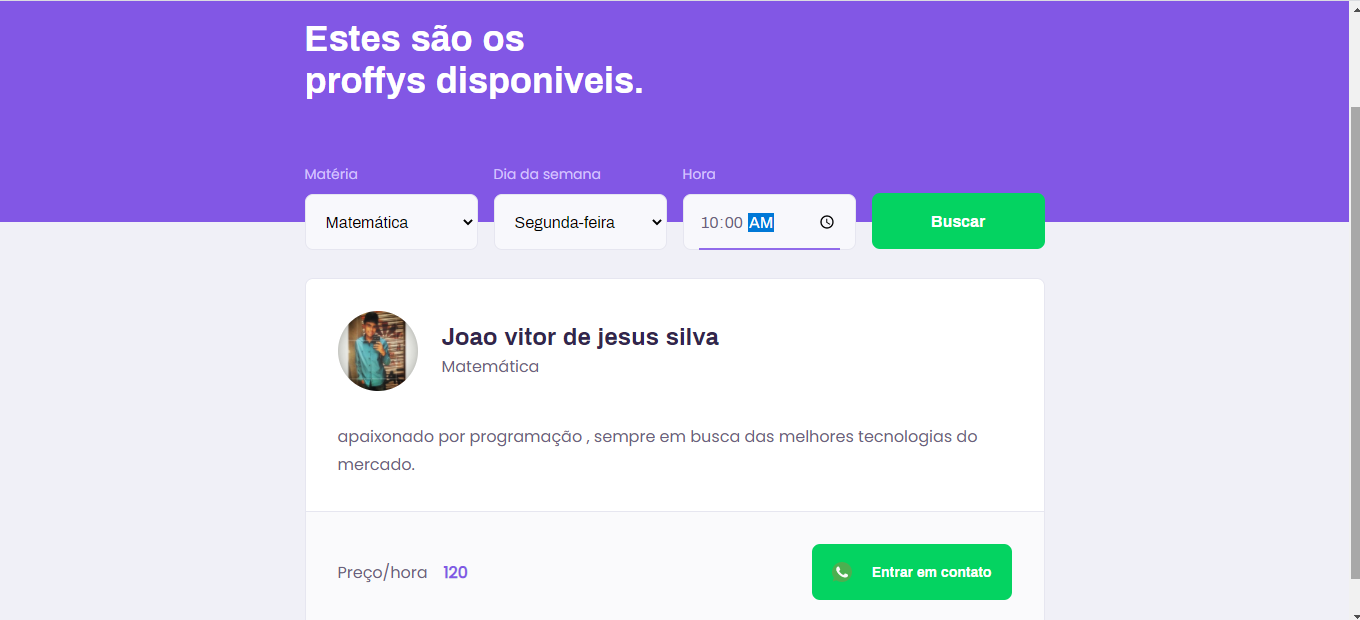 Estes são os
proffys disponiveis.
Matéria Dia da semana Hora
Matemática Segunda-feira 10:00 AM Buscar
Joao vitor de jesus silva
Matemática
apaixonado por programação , sempre em busca das melhores tecnologias do
mercado.
Preço/hora 120 Entrar em contato